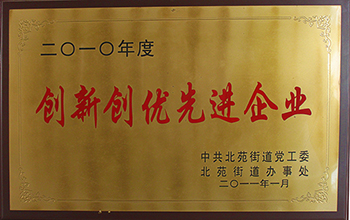 二〇一〇年度
创新创优先进企业
中共北苑街道党工委
北苑街道办事处
二〇一一年一月